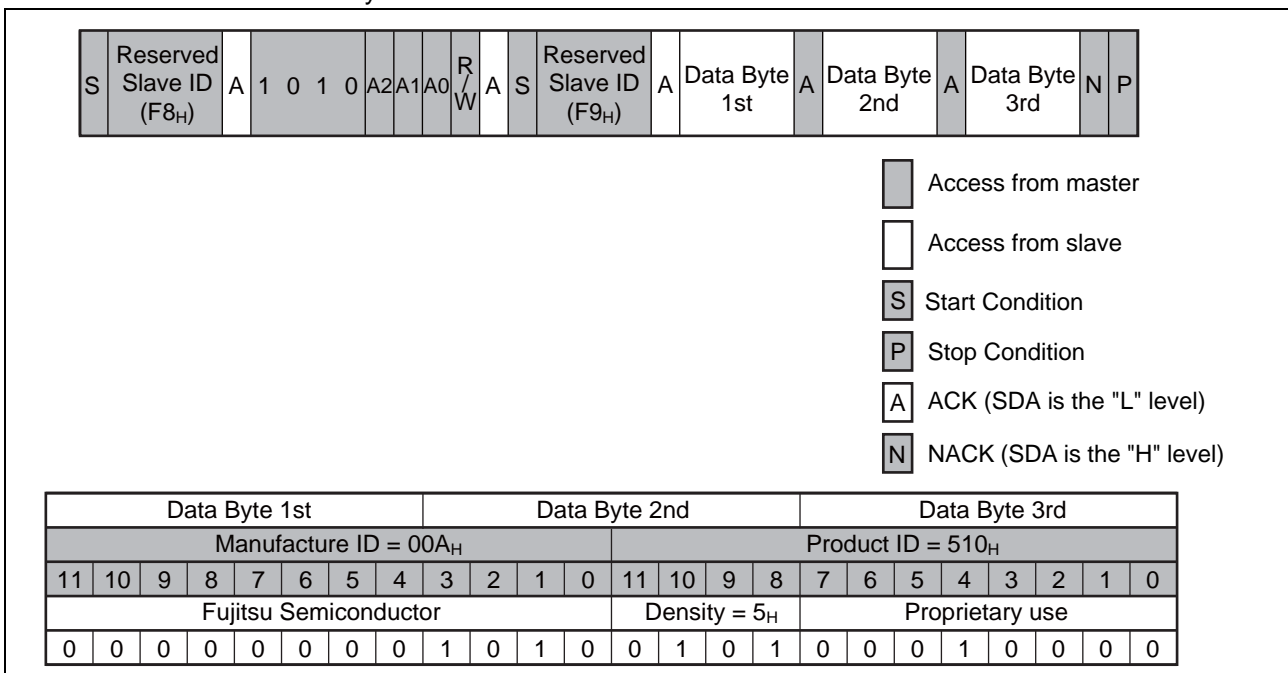 S Reserved Slave ID (F8H) A 1 0 1 0 A2 A1 A0 R/W A S Reserved Slave ID (F9H) A Data Byte 1st A Data Byte 2nd A Data Byte 3rd N P
Access from master
Access from slave
S Start Condition
P Stop Condition
A ACK (SDA is the "L" level)
N NACK (SDA is the "H" level)
Data Byte 1st Data Byte 2nd Data Byte 3rd
Manufacture ID = 00AH Product ID = 510H
11 10 9 8 7 6 5 4 3 2 1 0 11 10 9 8 7 6 5 4 3 2 1 0
Fujitsu Semiconductor Density = 5H Proprietary use
0 0 0 0 0 0 0 0 1 0 1 0 0 1 0 1 0 0 0 1 0 0 0 0